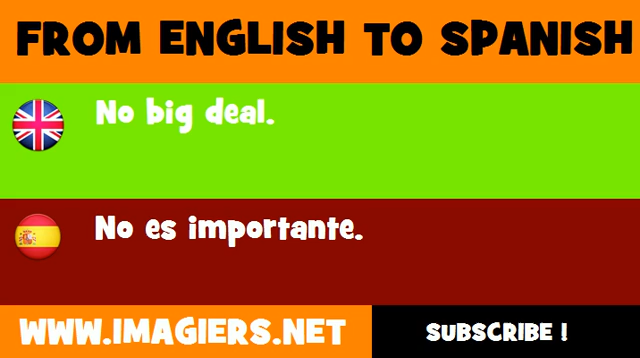 FROM ENGLISH TO SPANISH
No big deal.
No es importante.
WWW.IMAGIERS.NET
SUBSCRIBE !